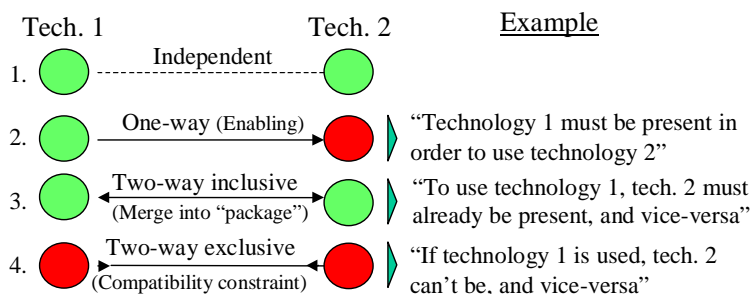 Tech. 1 Tech. 2 Example
1. Independent
2. One-way (Enabling) “Technology 1 must be present in
order to use technology 2”
3. Two-way inclusive “To use technology 1, tech. 2 must
(Merge into “package”) already be present, and vice-versa”
4. Two-way exclusive “If technology 1 is used, tech. 2
(Compatibility constraint) can’t be, and vice-versa”